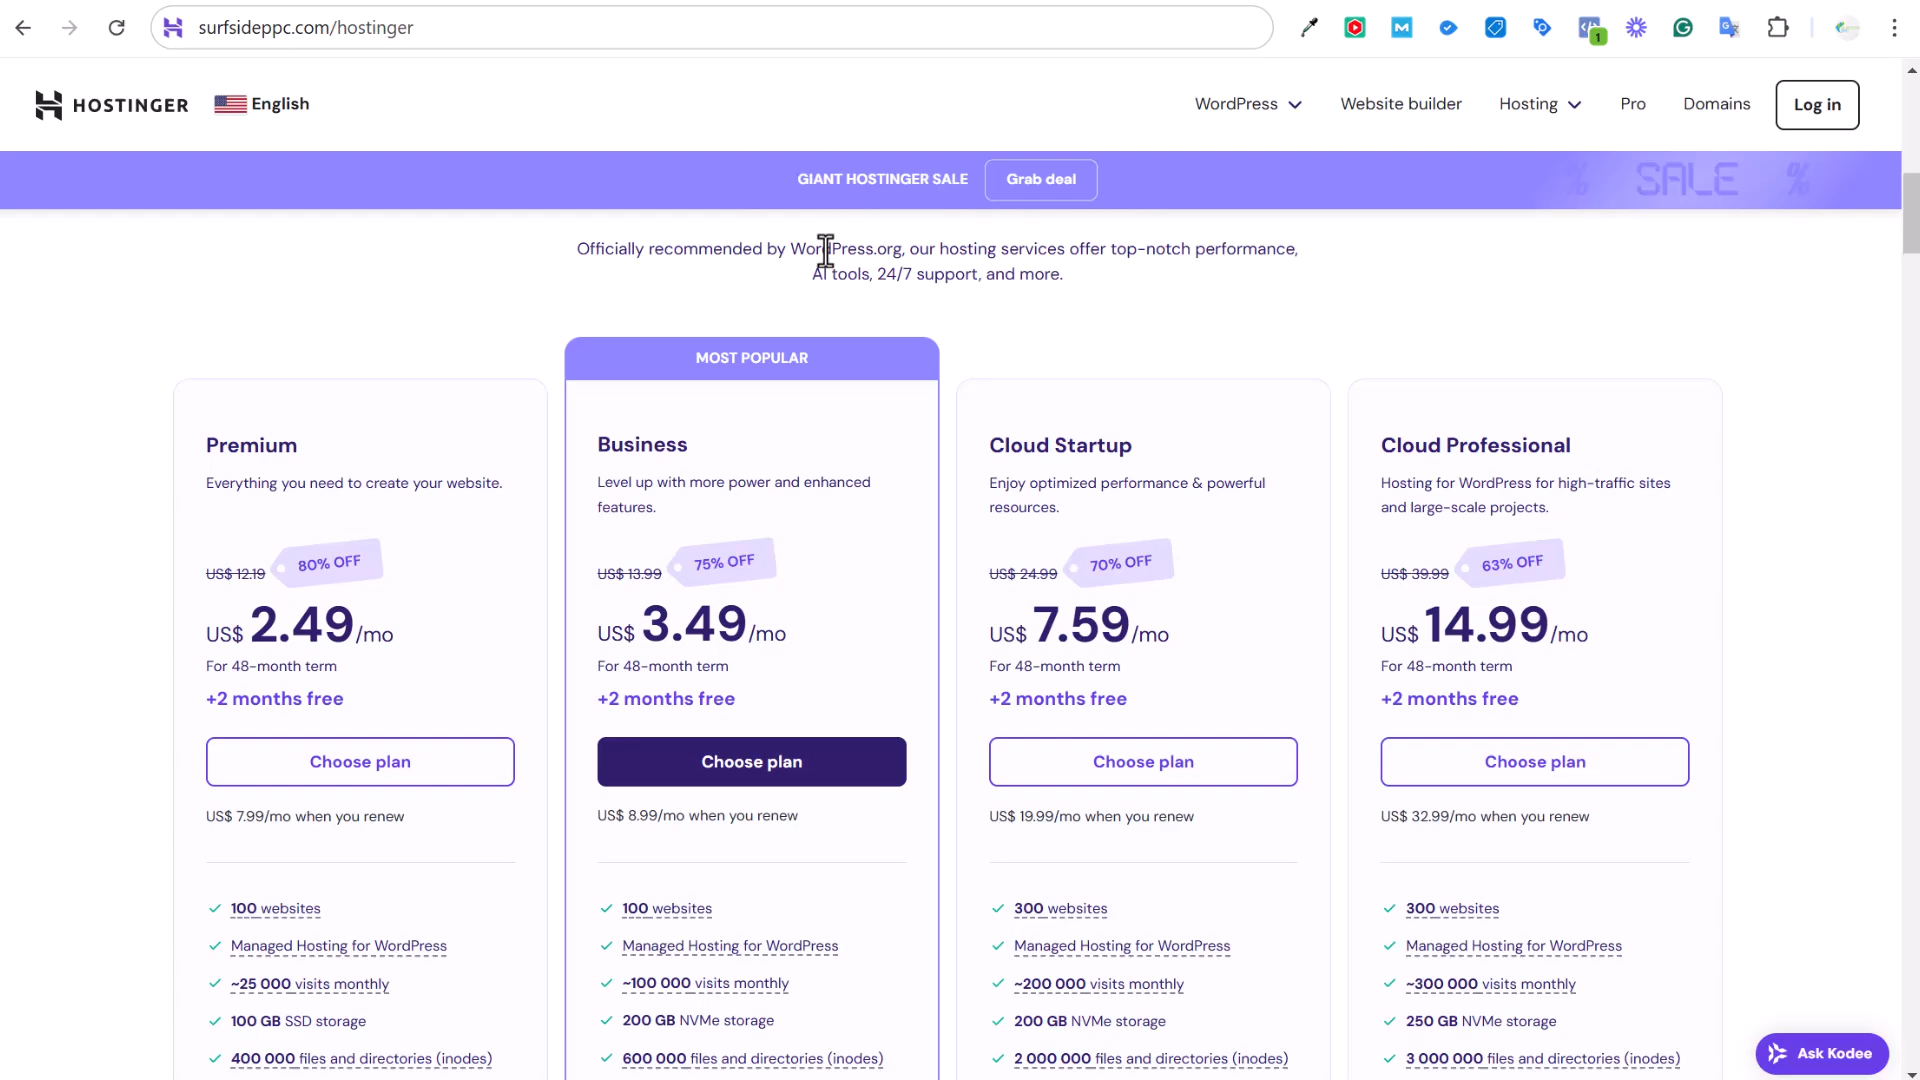 surfsideppc.com/hostinger
1
HOSTINGER
English
WordPress
Website builder
Hosting
Pro
Domains
Log in
GIANT HOSTINGER SALE
Grab deal
% SALE %
Officially recommended by WordPress.org, our hosting services offer top-notch performance,
AI tools, 24/7 support, and more.
MOST POPULAR
Premium
Everything you need to create your website.
US$ 12.19
80% OFF
US$ 2.49/mo
For 48-month term
+2 months free
Choose plan
US$ 7.99/mo when you renew
100 websites
Managed Hosting for WordPress
~25 000 visits monthly
100 GB SSD storage
400 000 files and directories (inodes)
Business
Level up with more power and enhanced
features.
US$ 13.99
75% OFF
US$ 3.49/mo
For 48-month term
+2 months free
Choose plan
US$ 8.99/mo when you renew
100 websites
Managed Hosting for WordPress
~100 000 visits monthly
200 GB NVMe storage
600 000 files and directories (inodes)
Cloud Startup
Enjoy optimized performance & powerful
resources.
US$ 24.99
70% OFF
US$ 7.59/mo
For 48-month term
+2 months free
Choose plan
US$ 19.99/mo when you renew
300 websites
Managed Hosting for WordPress
~200 000 visits monthly
200 GB NVMe storage
2 000 000 files and directories (inodes)
Cloud Professional
Hosting for WordPress for high-traffic sites
and large-scale projects.
US$ 39.99
63% OFF
US$ 14.99/mo
For 48-month term
+2 months free
Choose plan
US$ 32.99/mo when you renew
300 websites
Managed Hosting for WordPress
~300 000 visits monthly
250 GB NVMe storage
3 000 000 files and directories (inodes)
Ask Kodee